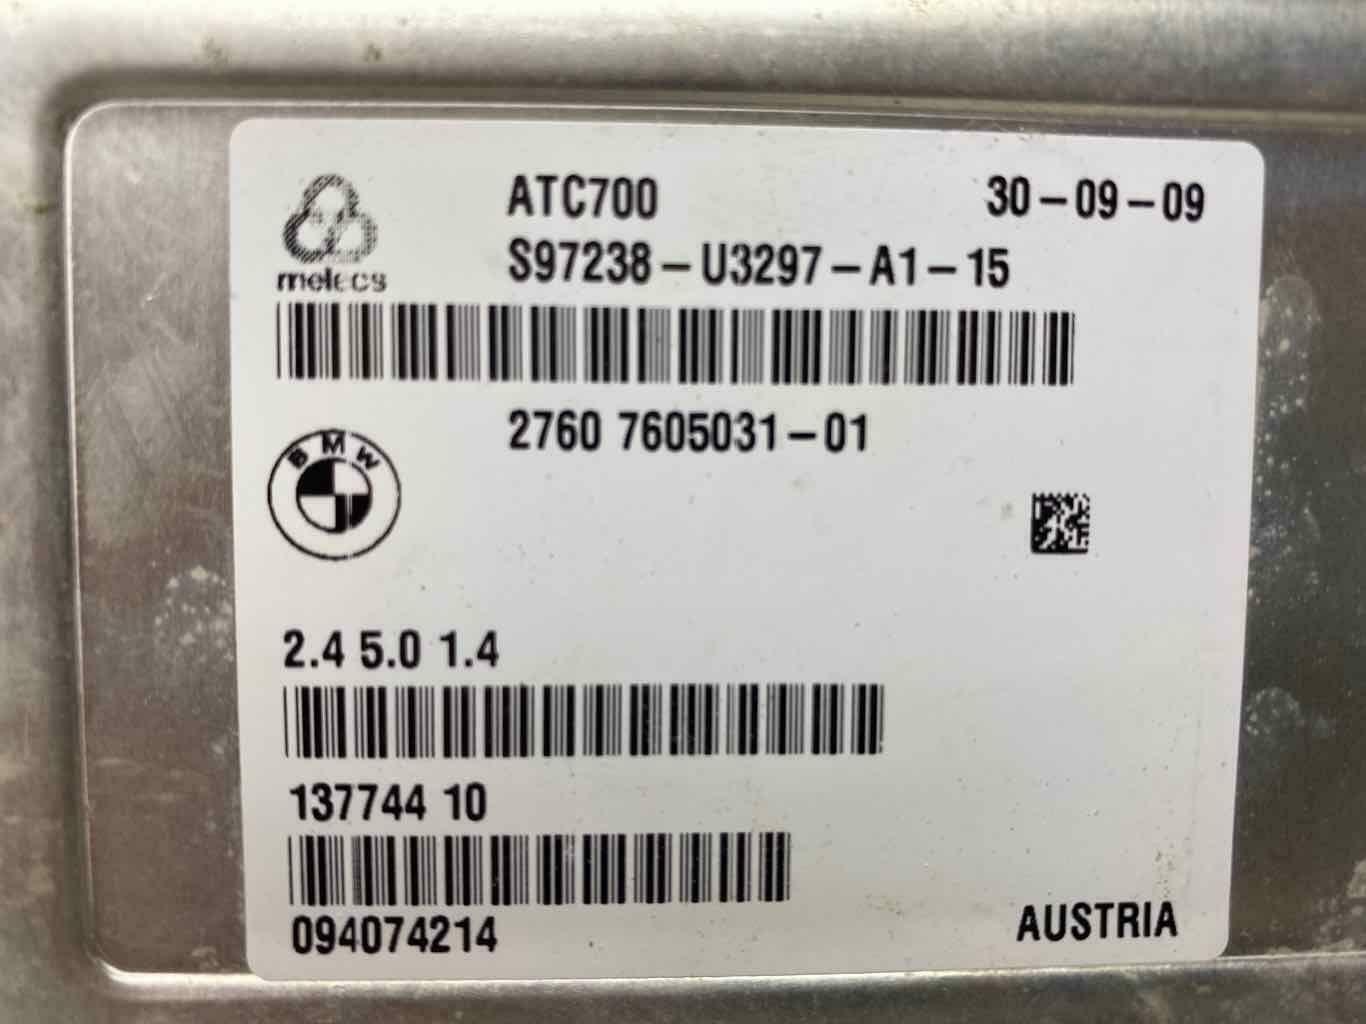 ATC700 30-09-09
S97238-U3297-A1-15
melecs
2760 7605031-01
BMW
2.4 5.0 1.4
137744 10
094074214
AUSTRIA